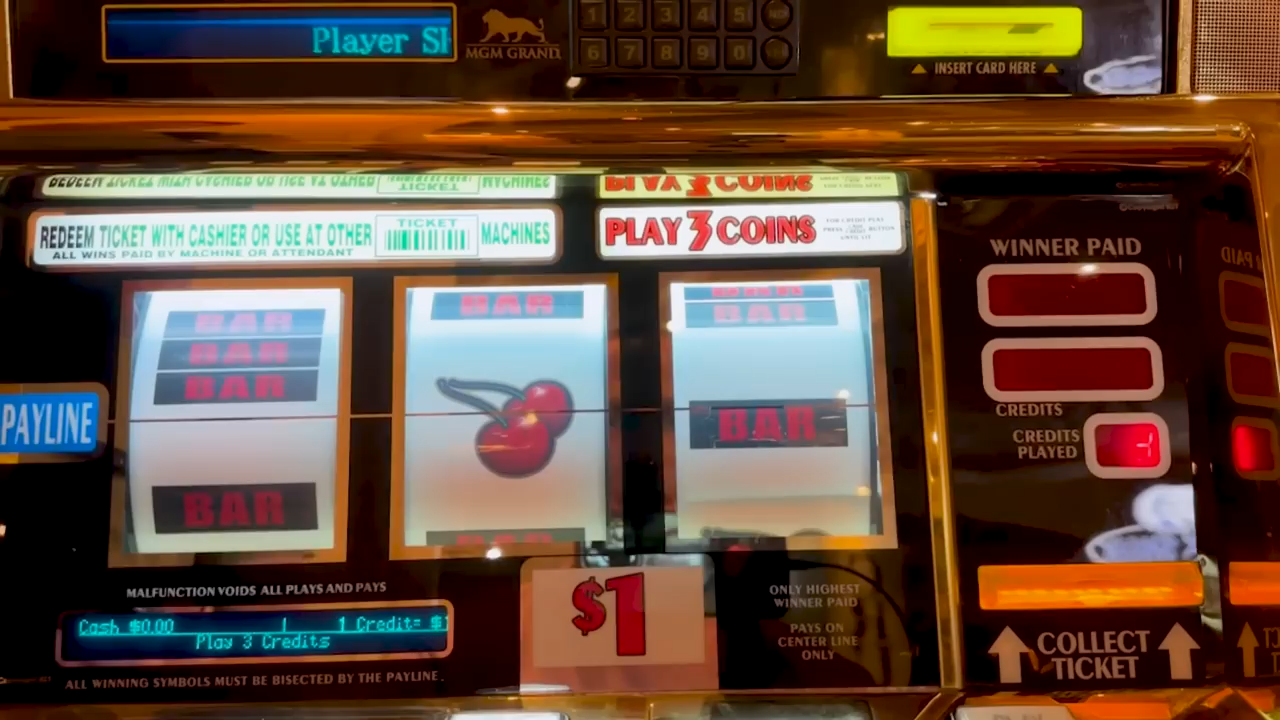 Player
MGM GRAND
1 2 3 4 5
6 7 8 9 0
INSERT CARD HERE
REDEEM TICKET WITH CASHIER OR USE AT OTHER
TICKET
MACHINES
ALL WINS PAID BY MACHINE OR ATTENDANT
PLAY 3 COINS
WINNER PAID
BAR
BAR
BAR
BAR
BAR
BAR
BAR
PAYLINE
CREDITS
CREDITS
PLAYED
BAR
MALFUNCTION VOIDS ALL PLAYS AND PAYS
Cash $0.00 1 Credit= $1
Play 3 Credits
ALL WINNING SYMBOLS MUST BE BISECTED BY THE PAYLINE.
$1
ONLY HIGHEST
WINNER PAID
PAYS ON
CENTER LINE
ONLY
COLLECT
TICKET